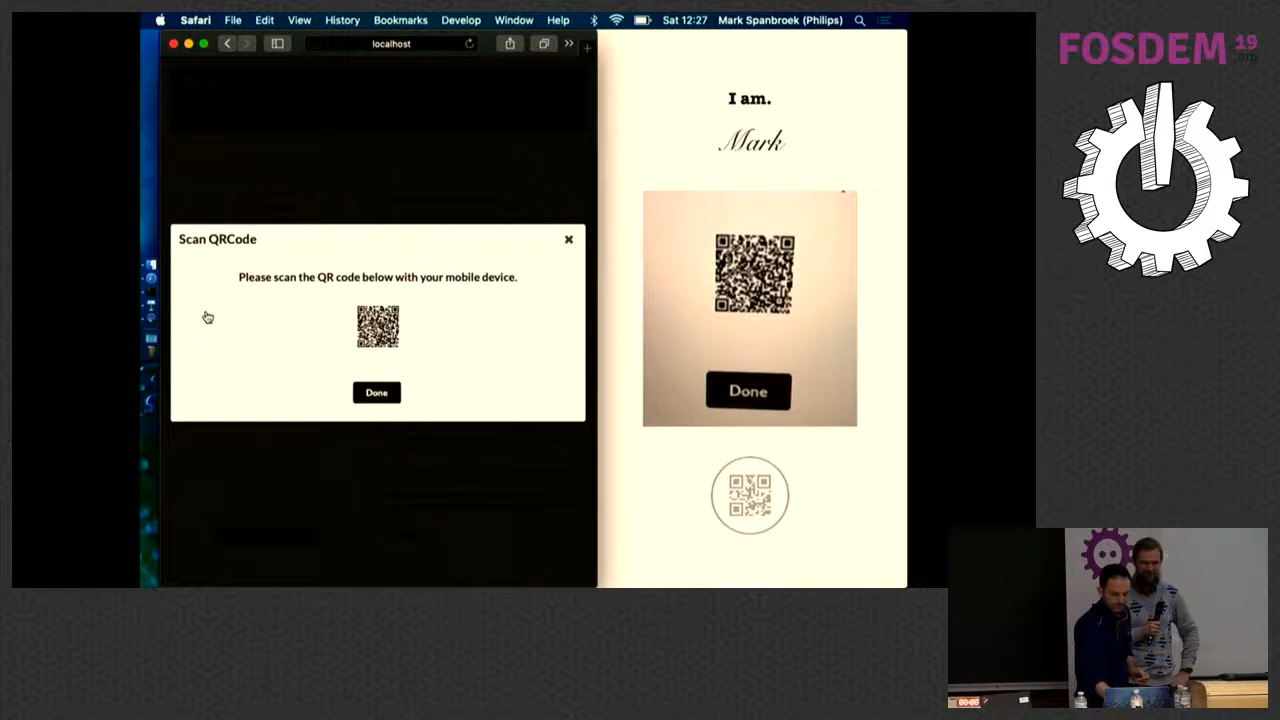 Safari File Edit View History Bookmarks Develop Window Help Sat 12:27 Mark Spanbroek (Philips)
localhost
FOSDEM 19
.org
I am.
Mark
Scan QRCode
Please scan the QR code below with your mobile device.
Done
Done